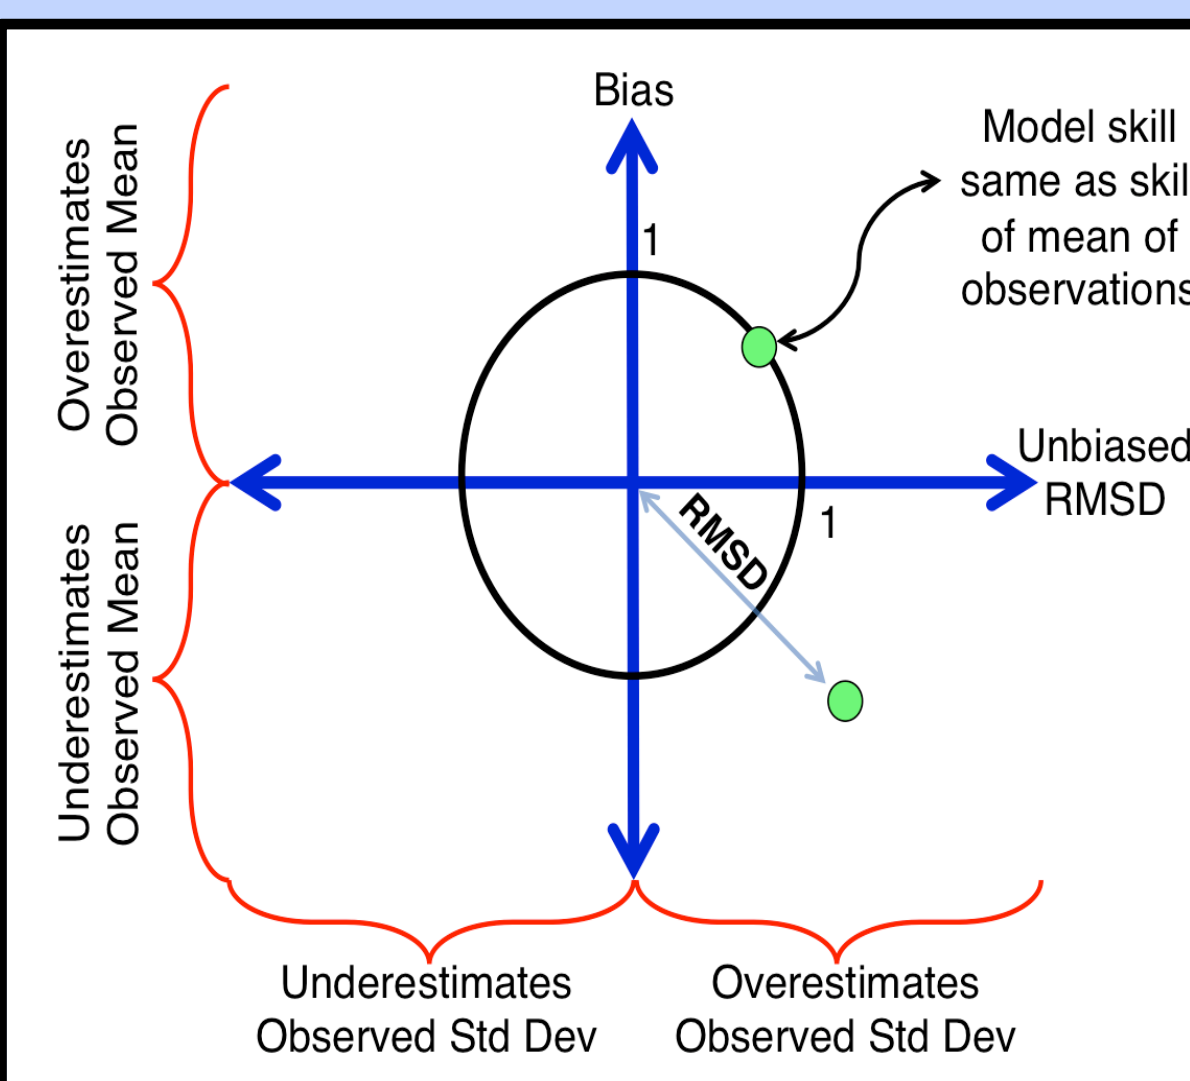 Bias
Model skill
same as skil
of mean of
observations
1
Overestimates
Observed Mean
Unbiased
RMSD
1
RMSD
Underestimates
Observed Mean
Underestimates
Observed Std Dev
Overestimates
Observed Std Dev